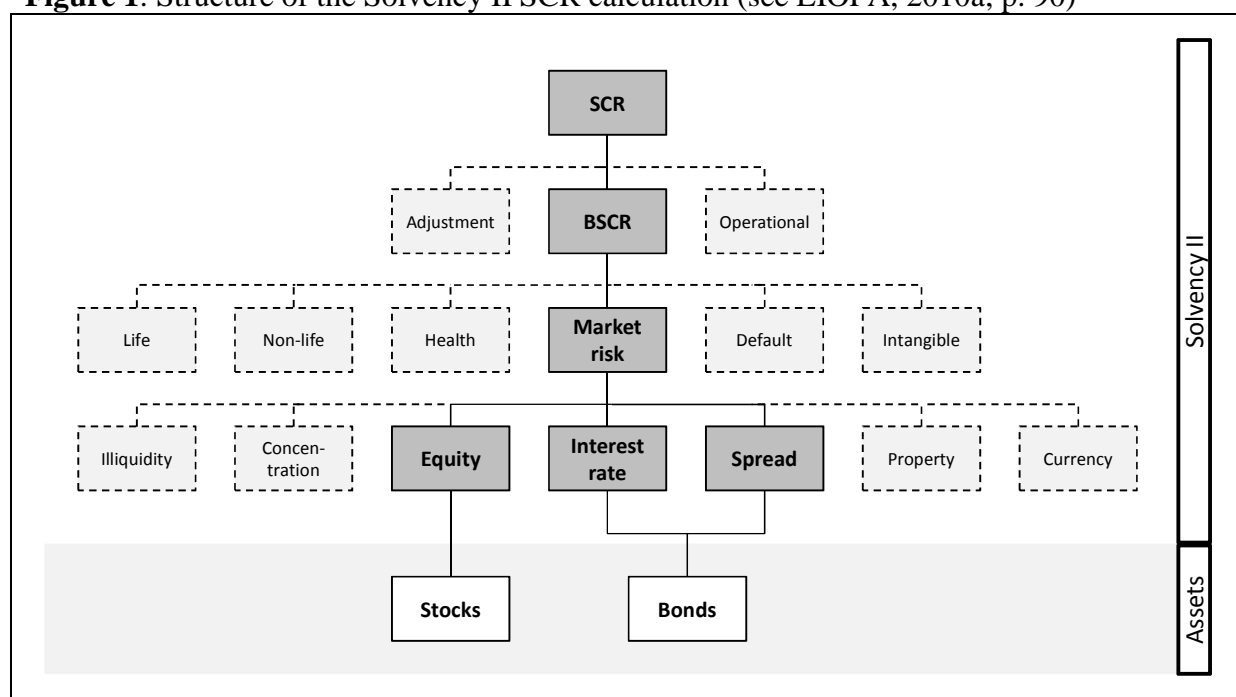 Figure 1: Structure of the Solvency II SCR calculation (see EIOPA, 2010a, p. 90)
SCR
Adjustment
BSCR
Operational
Life
Non-life
Health
Market
risk
Default
Intangible
Illiquidity
Concen-
tration
Equity
Interest
rate
Spread
Property
Currency
Stocks
Bonds
Solvency II
Assets